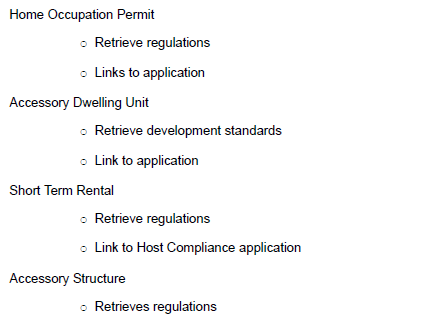 Home Occupation Permit
○ Retrieve regulations
○ Links to application
Accessory Dwelling Unit
○ Retrieve development standards
○ Link to application
Short Term Rental
○ Retrieve regulations
○ Link to Host Compliance application
Accessory Structure
○ Retrieves regulations